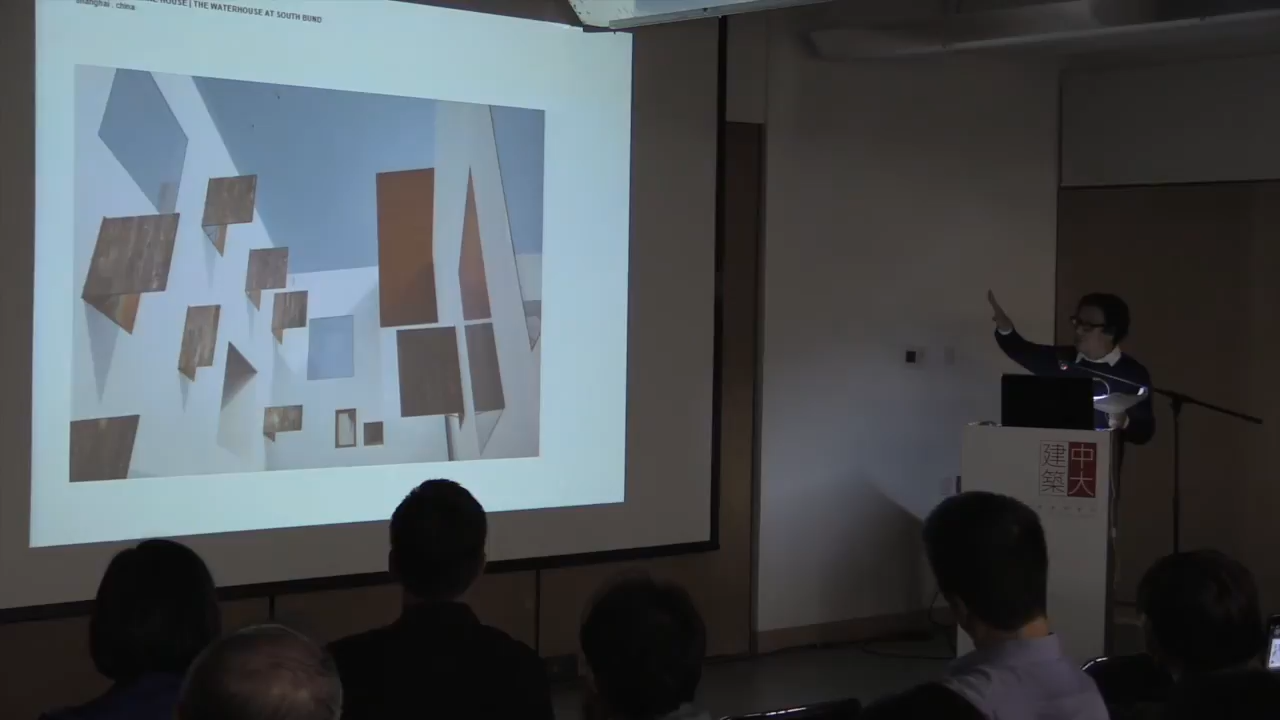 HOUSE | THE WATERHOUSE AT SOUTH BUND
shanghai . china
建築
中大